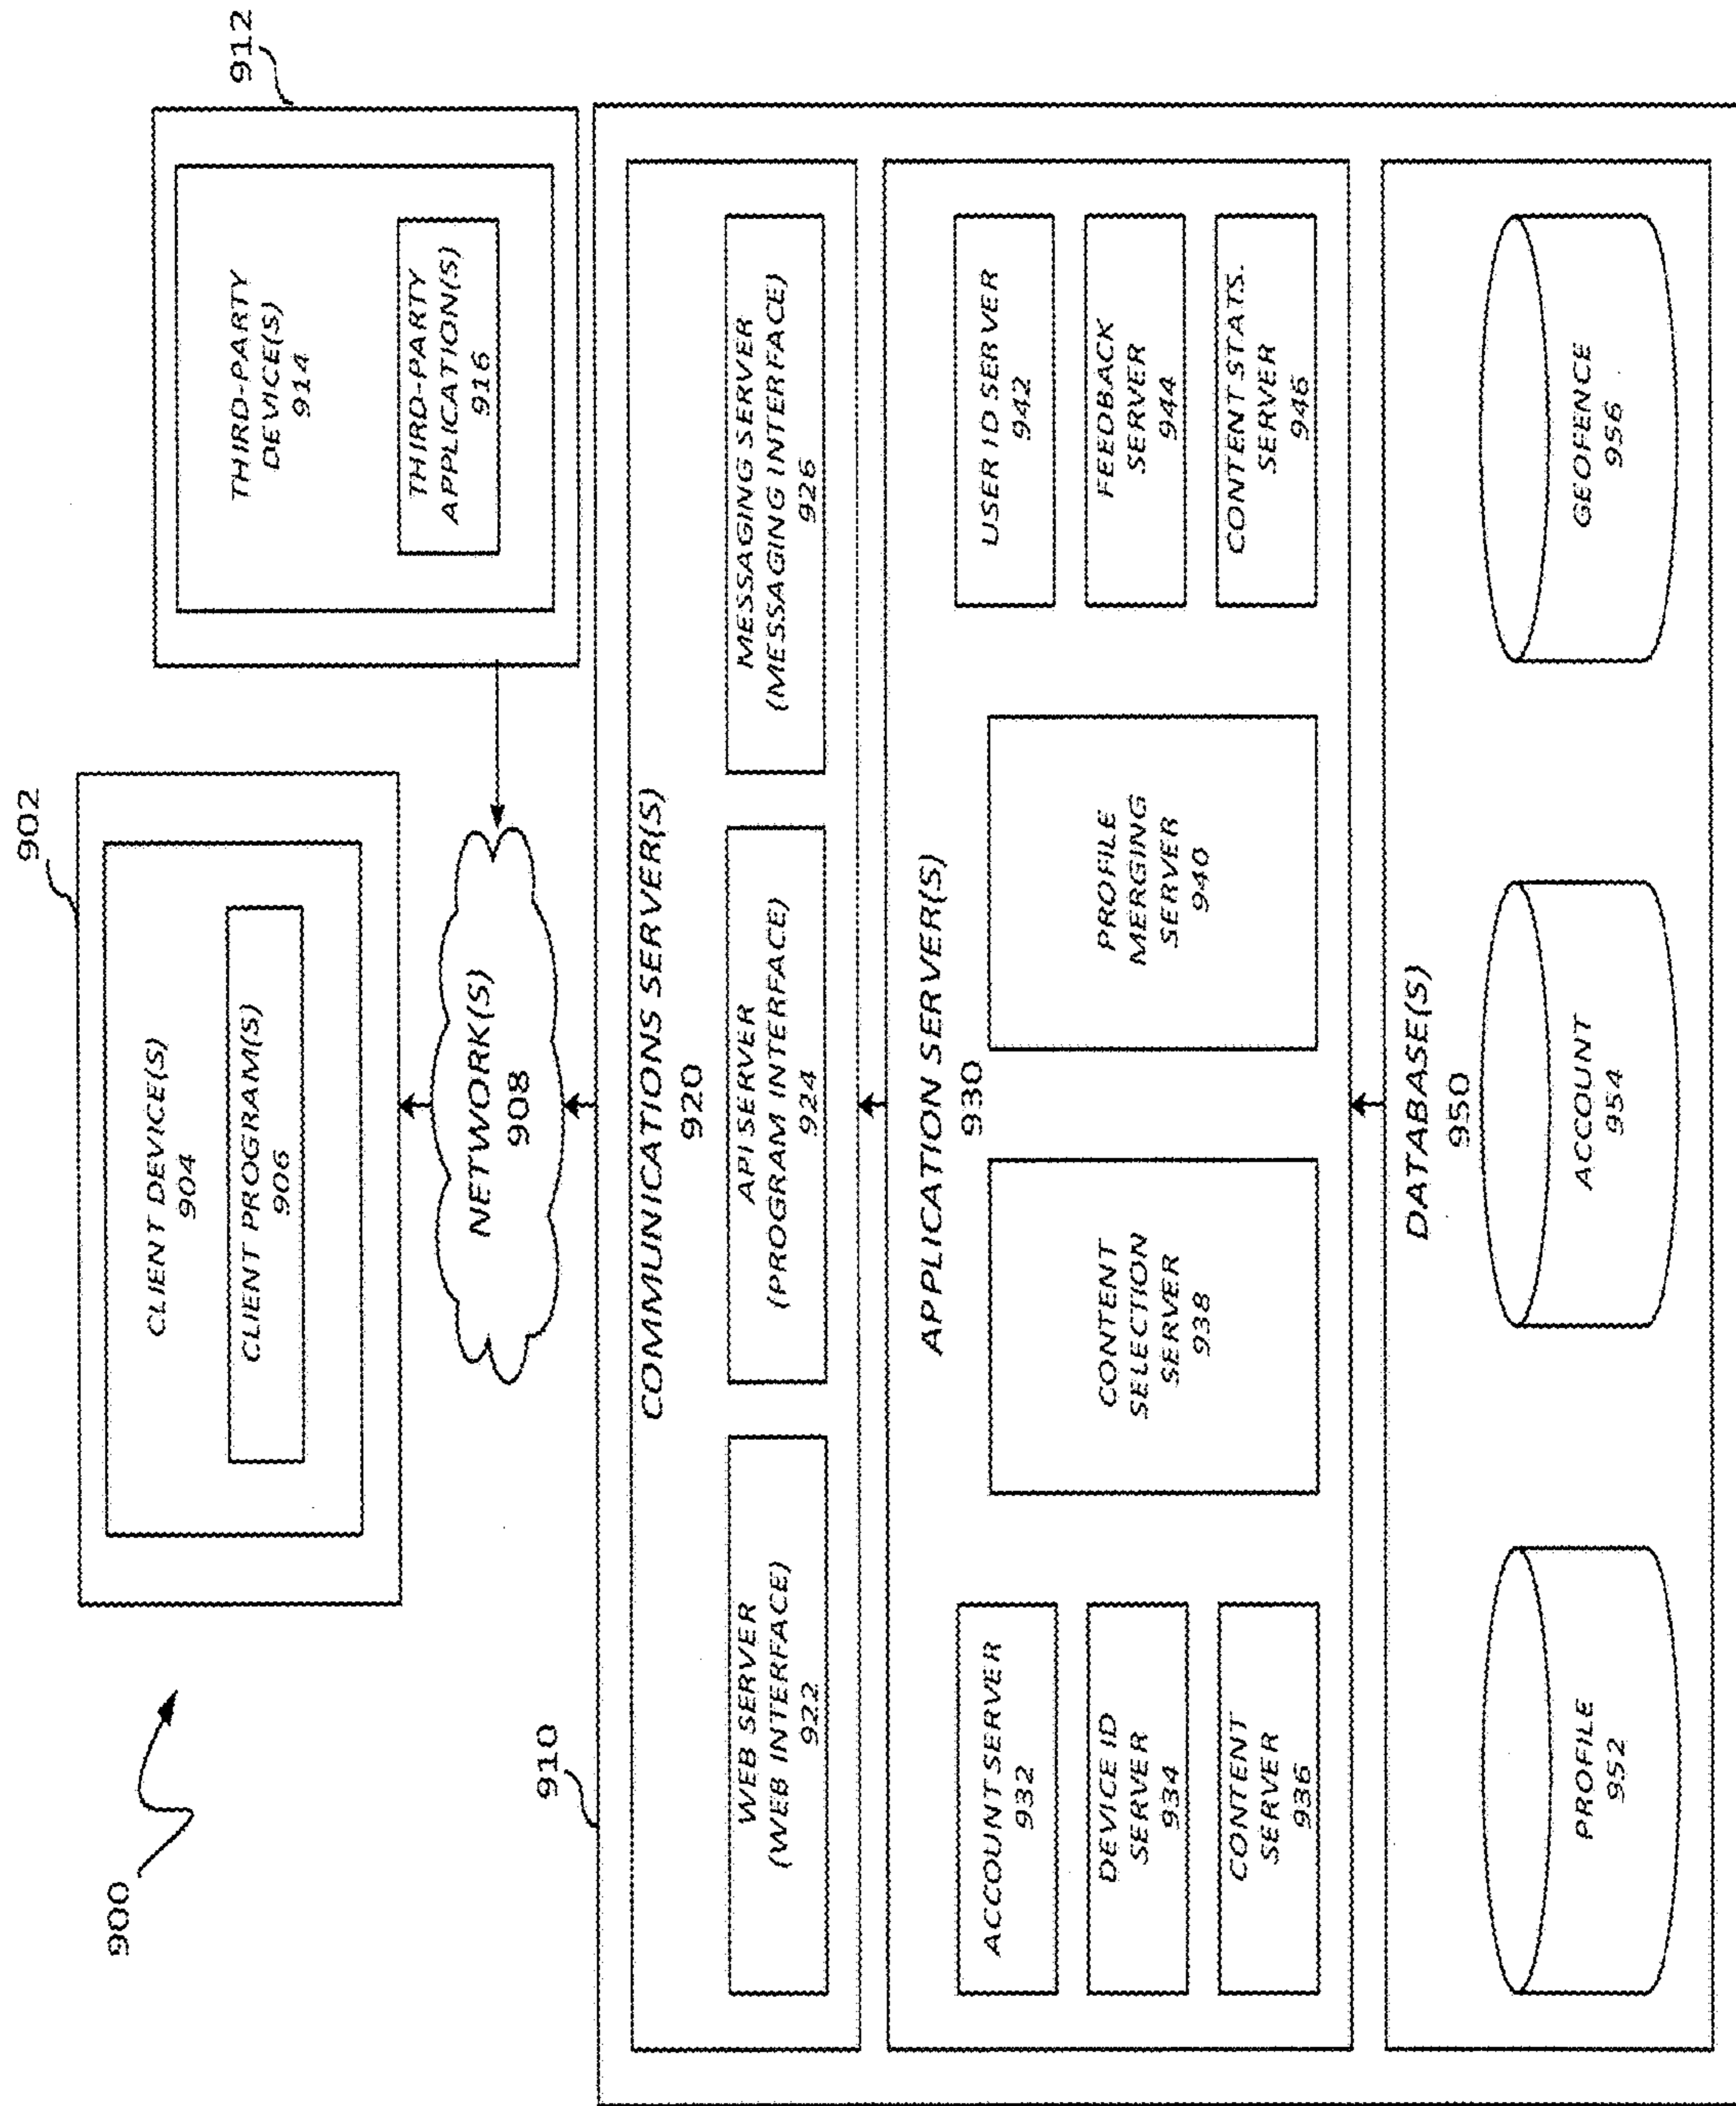 900
902
CLIENT DEVICE(S)
904
CLIENT PROGRAM(S)
906
912
THIRD-PARTY
DEVICE(S)
914
THIRD-PARTY
APPLICATION(S)
916
NETWORK(S)
908
910
COMMUNICATIONS SERVER(S)
920
WEB SERVER
(WEB INTERFACE)
922
API SERVER
(PROGRAM INTERFACE)
924
MESSAGING SERVER
(MESSAGING INTERFACE)
926
APPLICATION SERVER(S)
930
ACCOUNT SERVER
932
DEVICE ID
SERVER
934
CONTENT
SERVER
936
CONTENT
SELECTION
SERVER
938
PROFILE
MERGING
SERVER
940
USER ID SERVER
942
FEEDBACK
SERVER
944
CONTENT STATS.
SERVER
946
DATABASE(S)
950
PROFILE
952
ACCOUNT
954
GEOFENCE
956